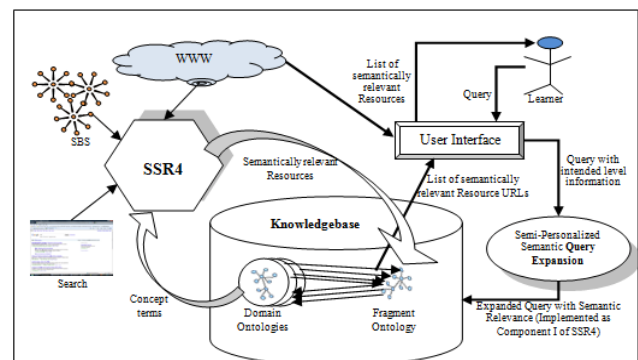 WWW
List of
semantically
relevant
Resources
Query
Learner
SBS
User Interface
SSR4
Semantically relevant
Resources
List of semantically
relevant Resource URLs
Query with
intended level
information
Knowledgebase
Semi-Personalized
Semantic Query
Expansion
Search
Concept
terms
Domain
Ontologies
Fragment
Ontology
Expanded Query with Semantic
Relevance (Implemented as
Component I of SSR4)